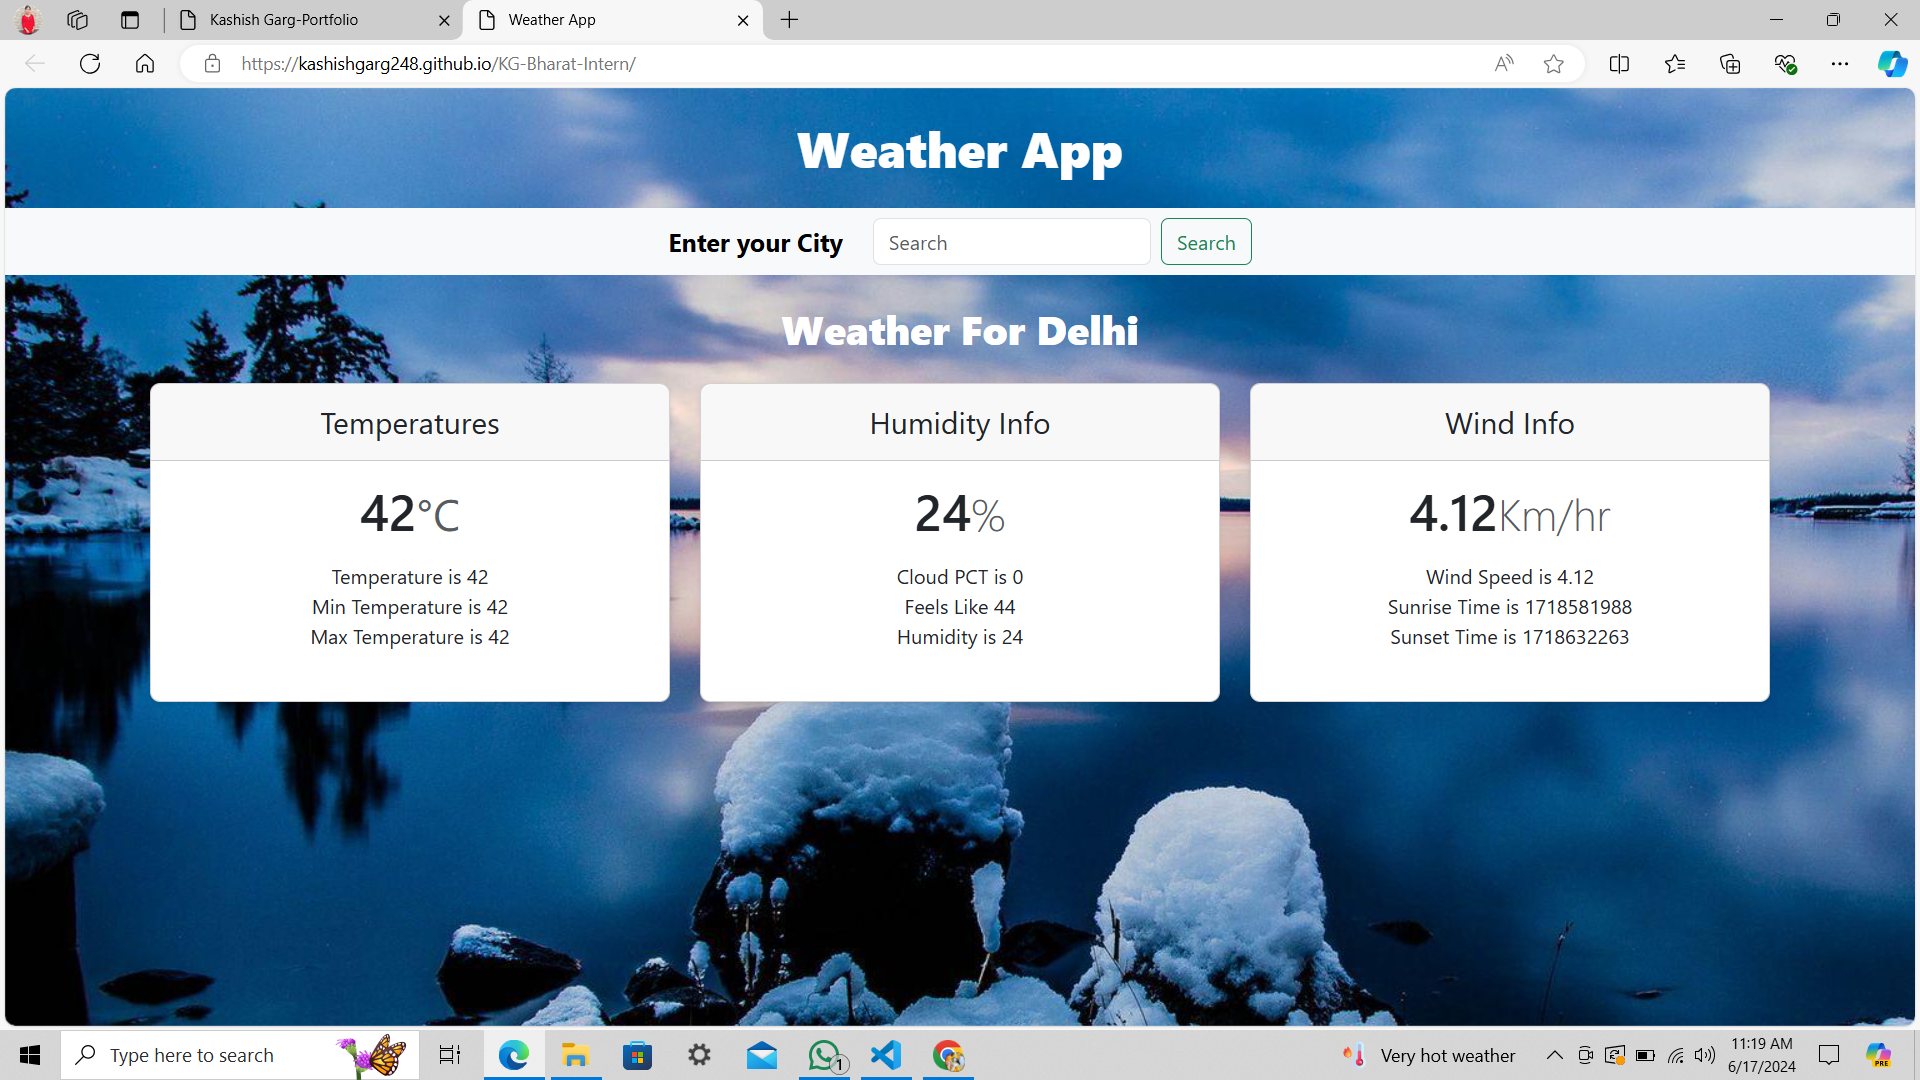 Kashish Garg-Portfolio
Weather App
https://kashishgarg248.github.io/KG-Bharat-Intern/
Weather App
Enter your City
Search
Search
Weather For Delhi
Temperatures
42°C
Temperature is 42
Min Temperature is 42
Max Temperature is 42
Humidity Info
24%
Cloud PCT is 0
Feels Like 44
Humidity is 24
Wind Info
4.12Km/hr
Wind Speed is 4.12
Sunrise Time is 1718581988
Sunset Time is 1718632263
Type here to search
1
Very hot weather
11:19 AM
6/17/2024
PRE